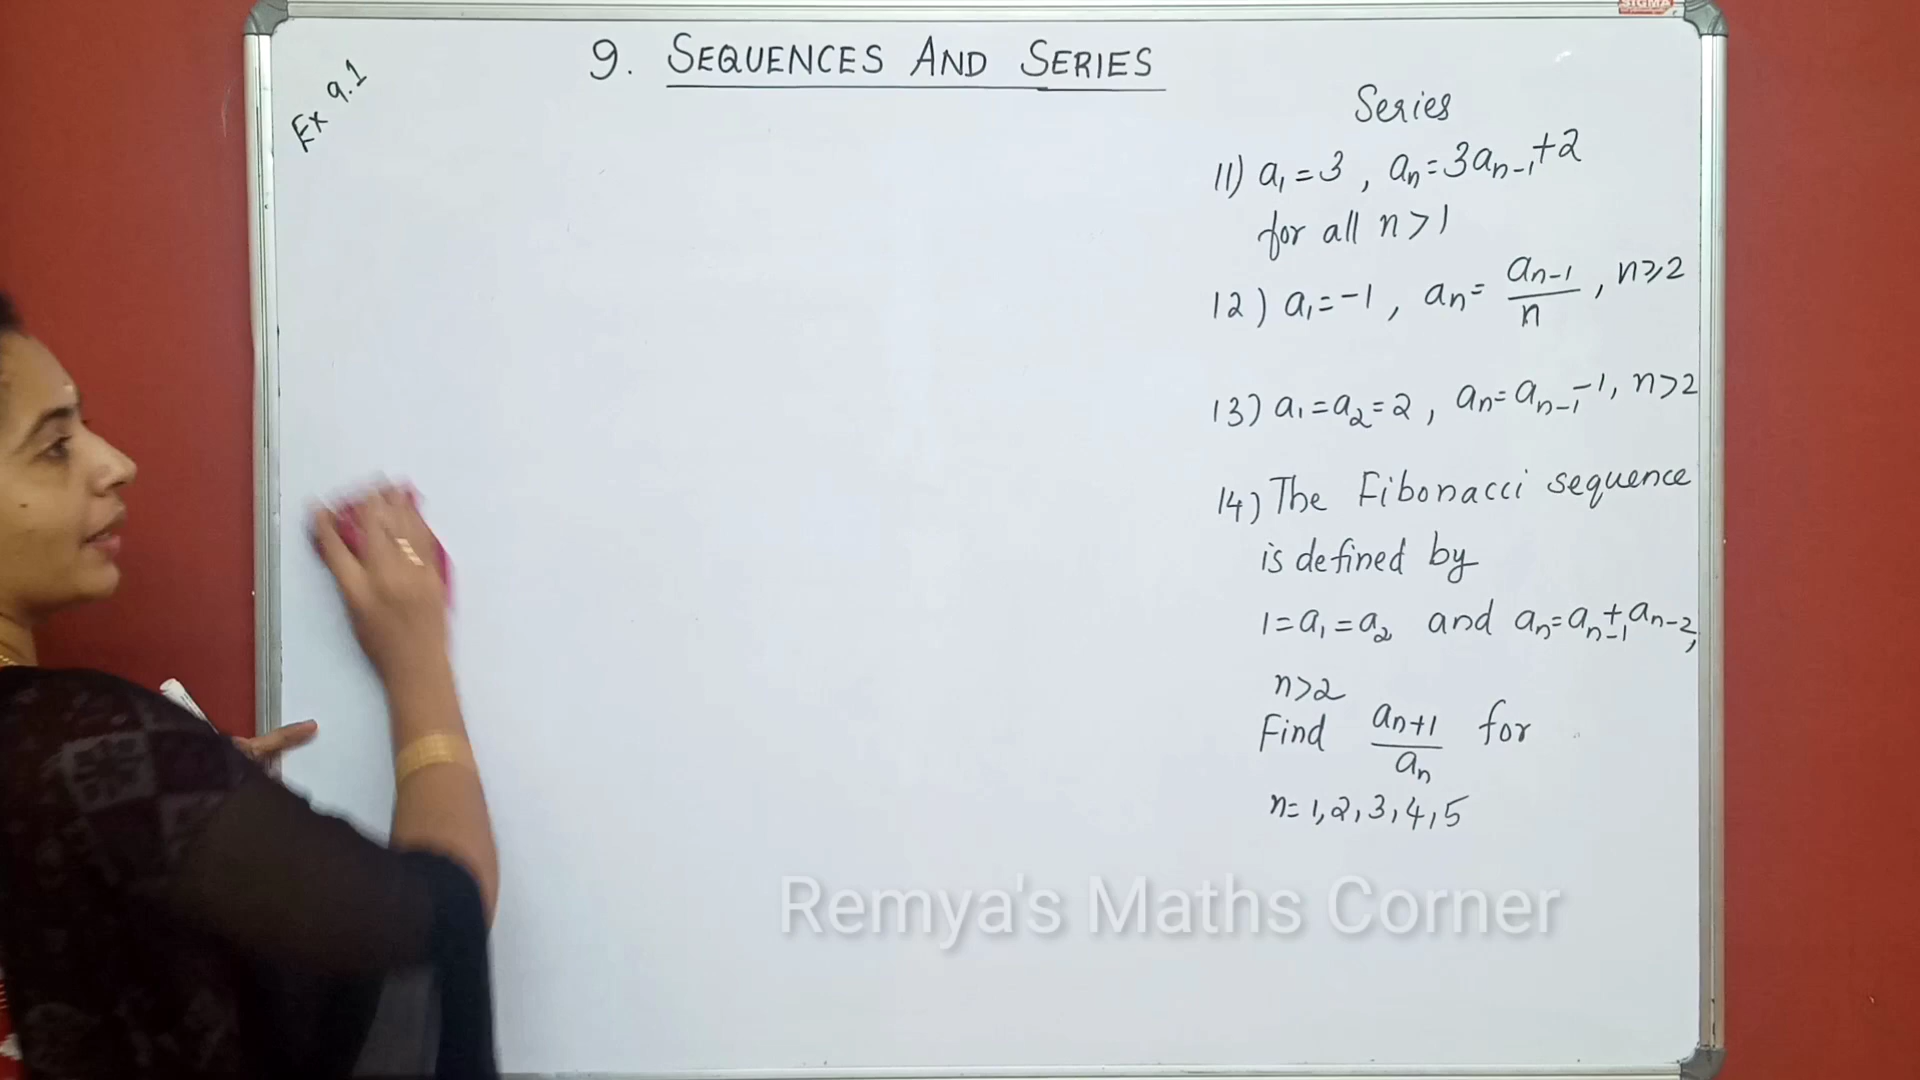 SIGMA
9. SEQUENCES AND SERIES
Ex 9.1
Series
11) a₁ = 3 , aₙ = 3aₙ₋₁ + 2
for all n > 1
12) a₁ = -1 , aₙ = aₙ₋₁/n , n ≥ 2
13) a₁ = a₂ = 2 , aₙ = aₙ₋₁ - 1, n > 2
14) The Fibonacci sequence
is defined by
1 = a₁ = a₂ and aₙ = aₙ₋₁ + aₙ₋₂,
n > 2
Find aₙ₊₁/aₙ for
n = 1, 2, 3, 4, 5
Remya's Maths Corner